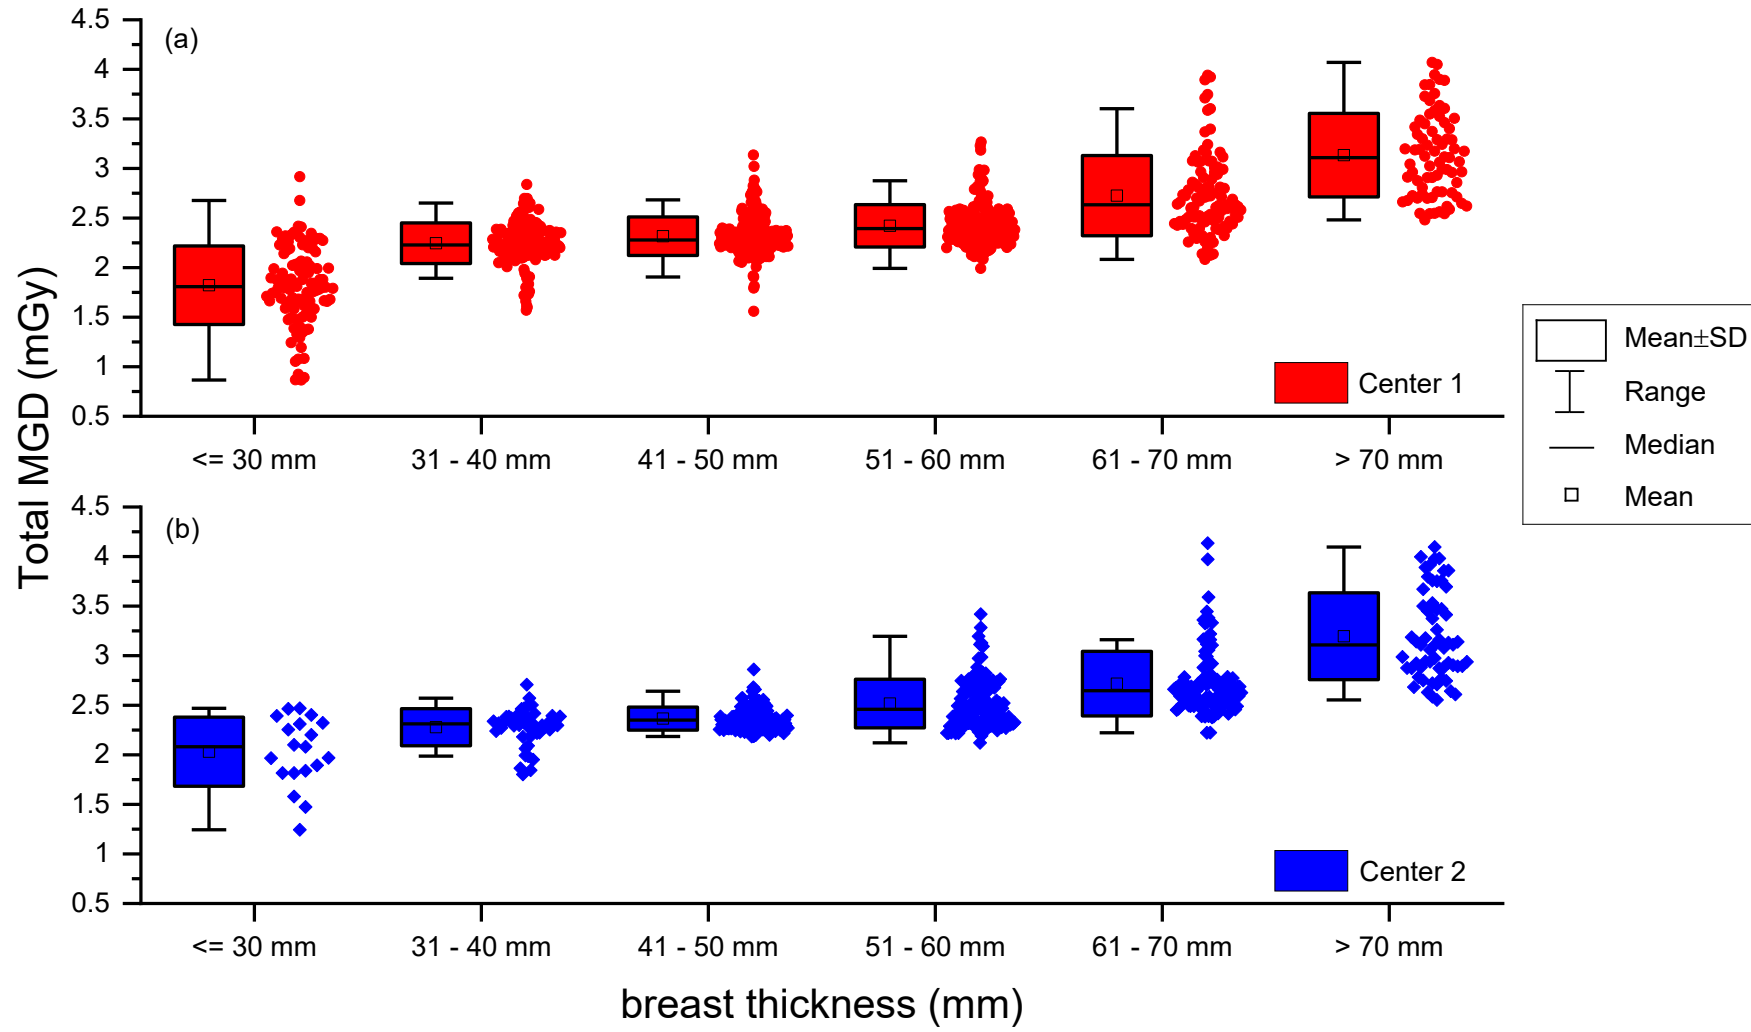 Total MGD (mGy)
(a)
4.5
4
3.5
3
2.5
2
1.5
1
0.5
<= 30 mm
31 - 40 mm
41 - 50 mm
51 - 60 mm
61 - 70 mm
> 70 mm
Center 1
Mean±SD
Range
Median
Mean
(b)
4.5
4
3.5
3
2.5
2
1.5
1
0.5
<= 30 mm
31 - 40 mm
41 - 50 mm
51 - 60 mm
61 - 70 mm
> 70 mm
Center 2
breast thickness (mm)